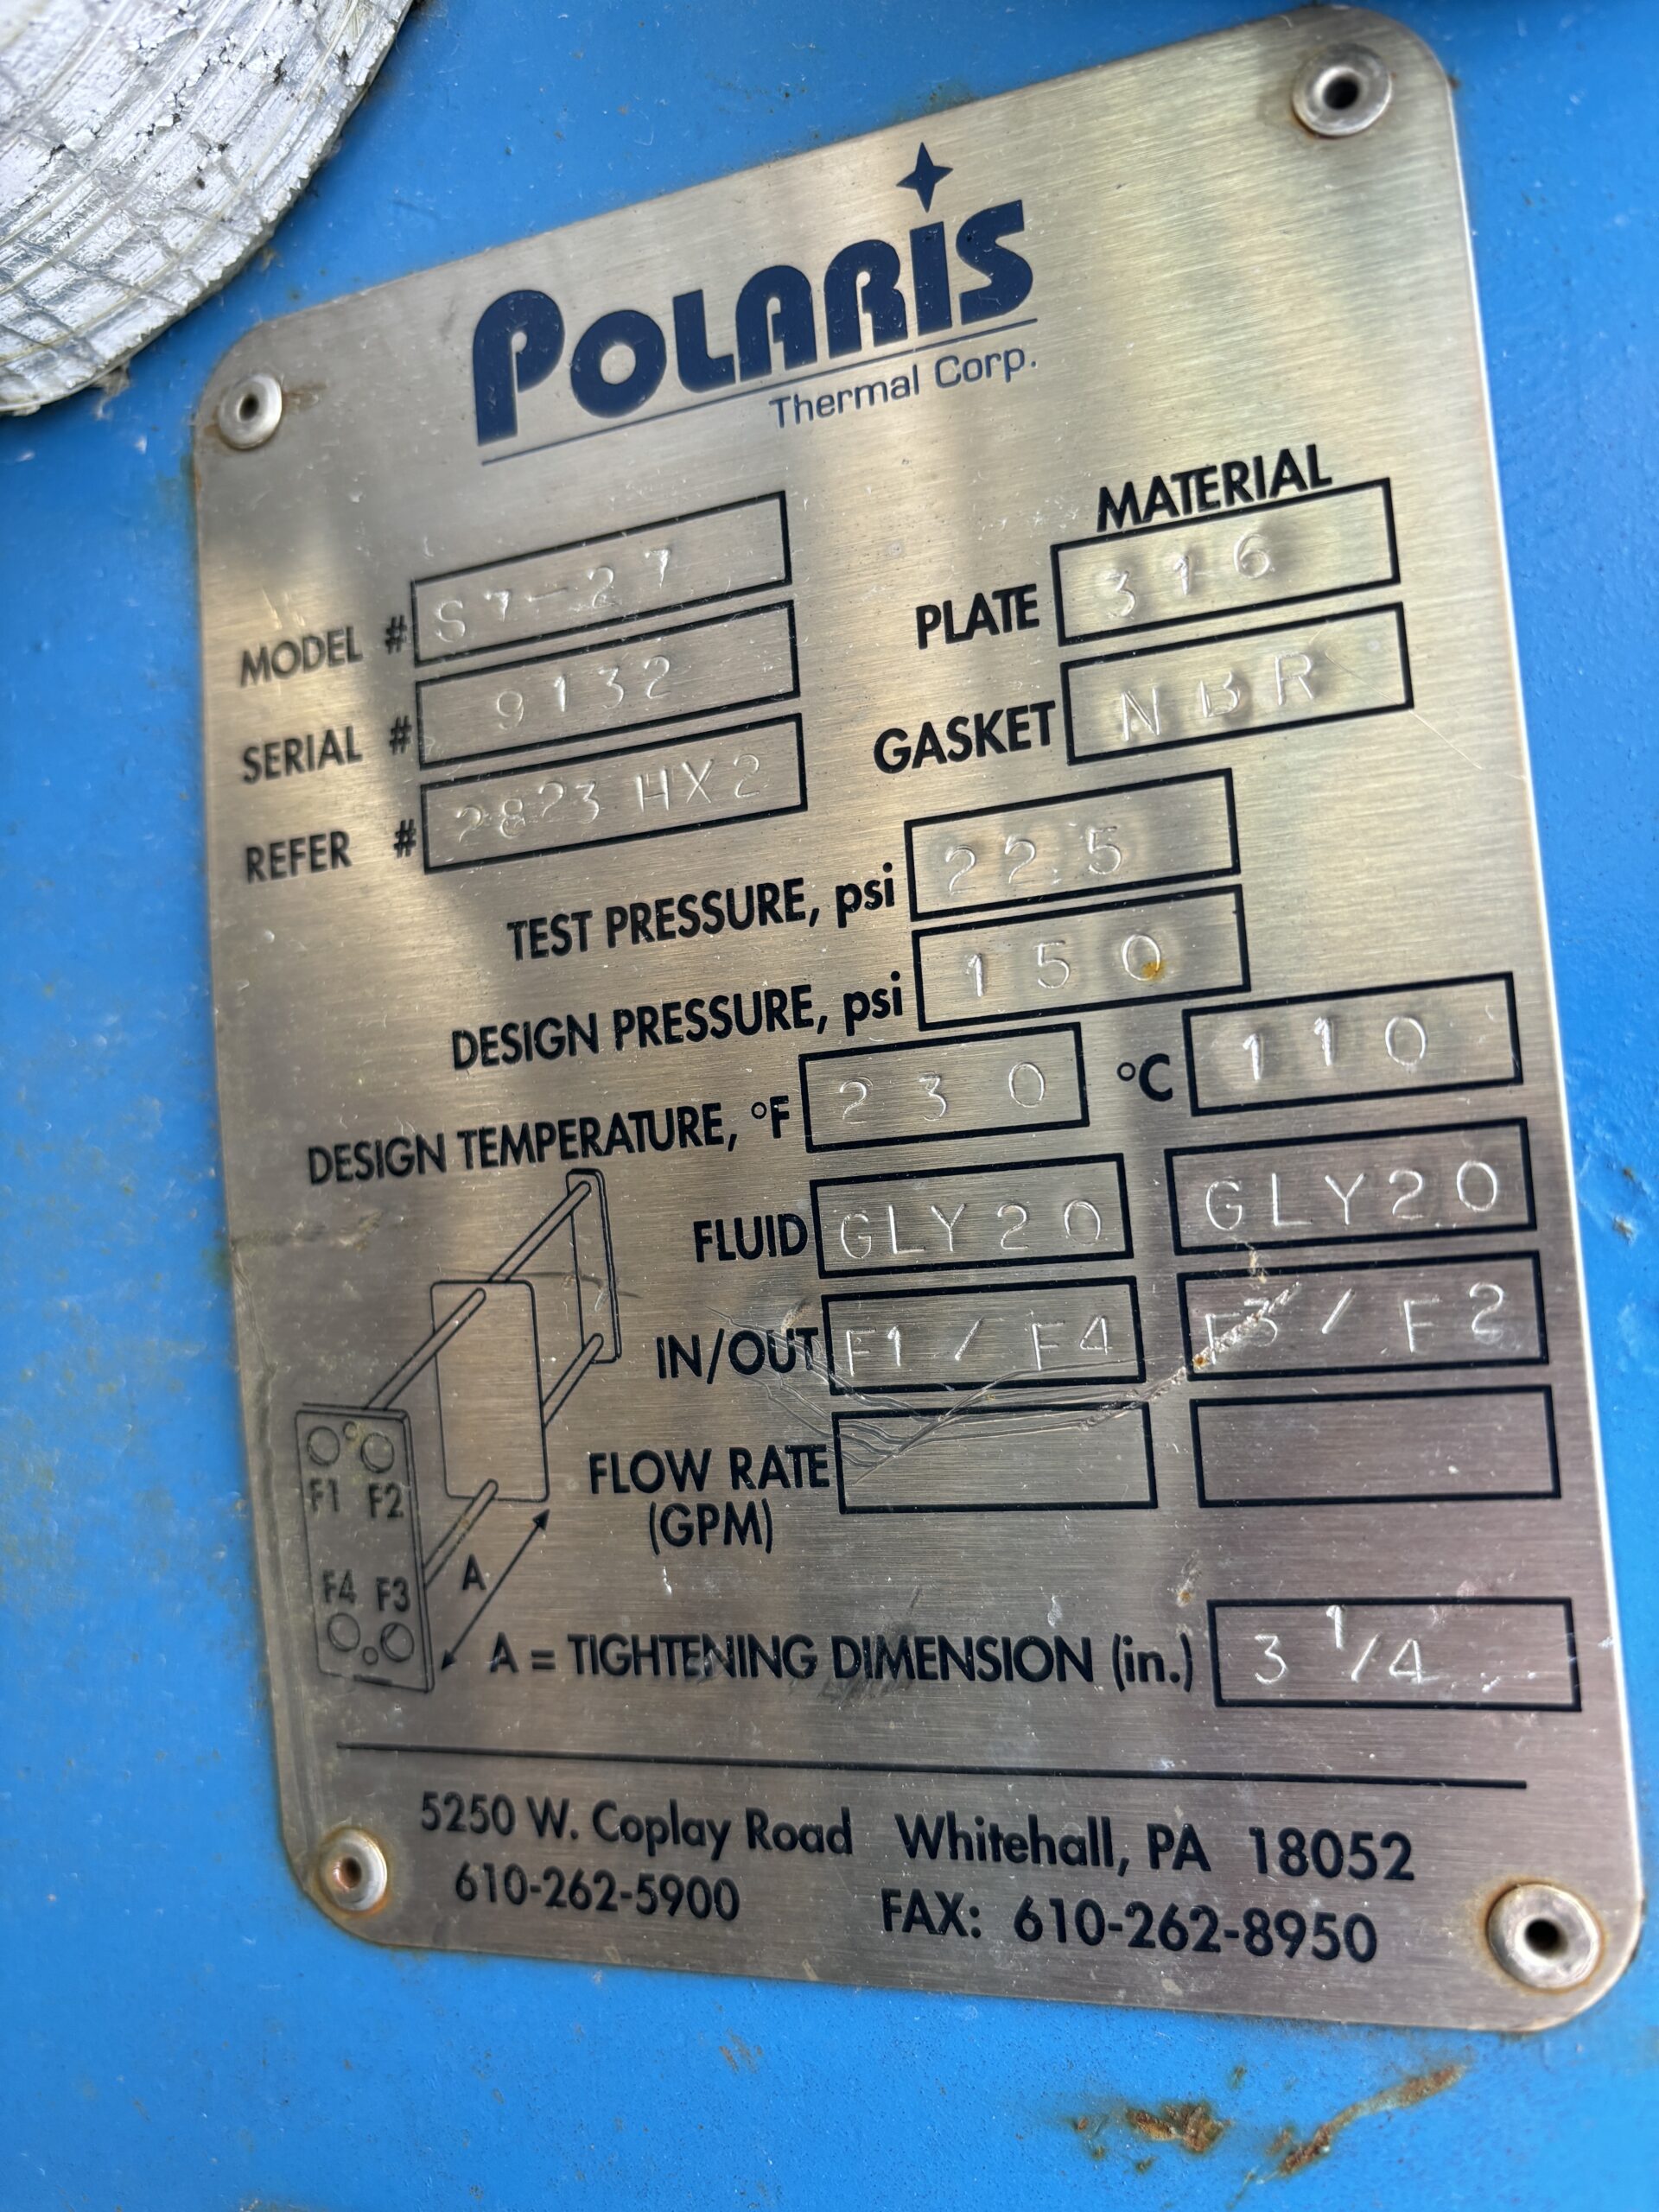 POLARIS
Thermal Corp.
MATERIAL
MODEL # S7-27
PLATE 316
SERIAL # 9132
GASKET NBR
REFER # 2823 HX2
TEST PRESSURE, psi 225
DESIGN PRESSURE, psi 150
DESIGN TEMPERATURE, °F 230 °C 110
FLUID GLY20 GLY20
IN/OUT F1 / F4 F3 / F2
FLOW RATE
(GPM)
F1 F2
F4 F3
A
A = TIGHTENING DIMENSION (in.) 3 1/4
5250 W. Coplay Road Whitehall, PA 18052
610-262-5900 FAX: 610-262-8950